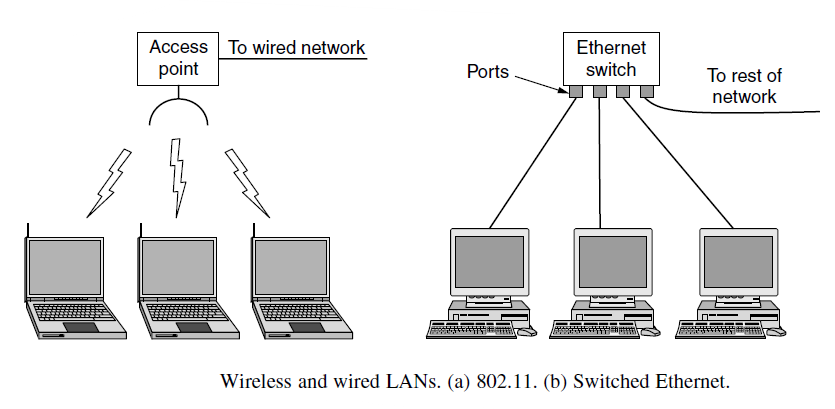 Access
point
To wired network
Ports
Ethernet
switch
To rest of
network
Wireless and wired LANs. (a) 802.11. (b) Switched Ethernet.